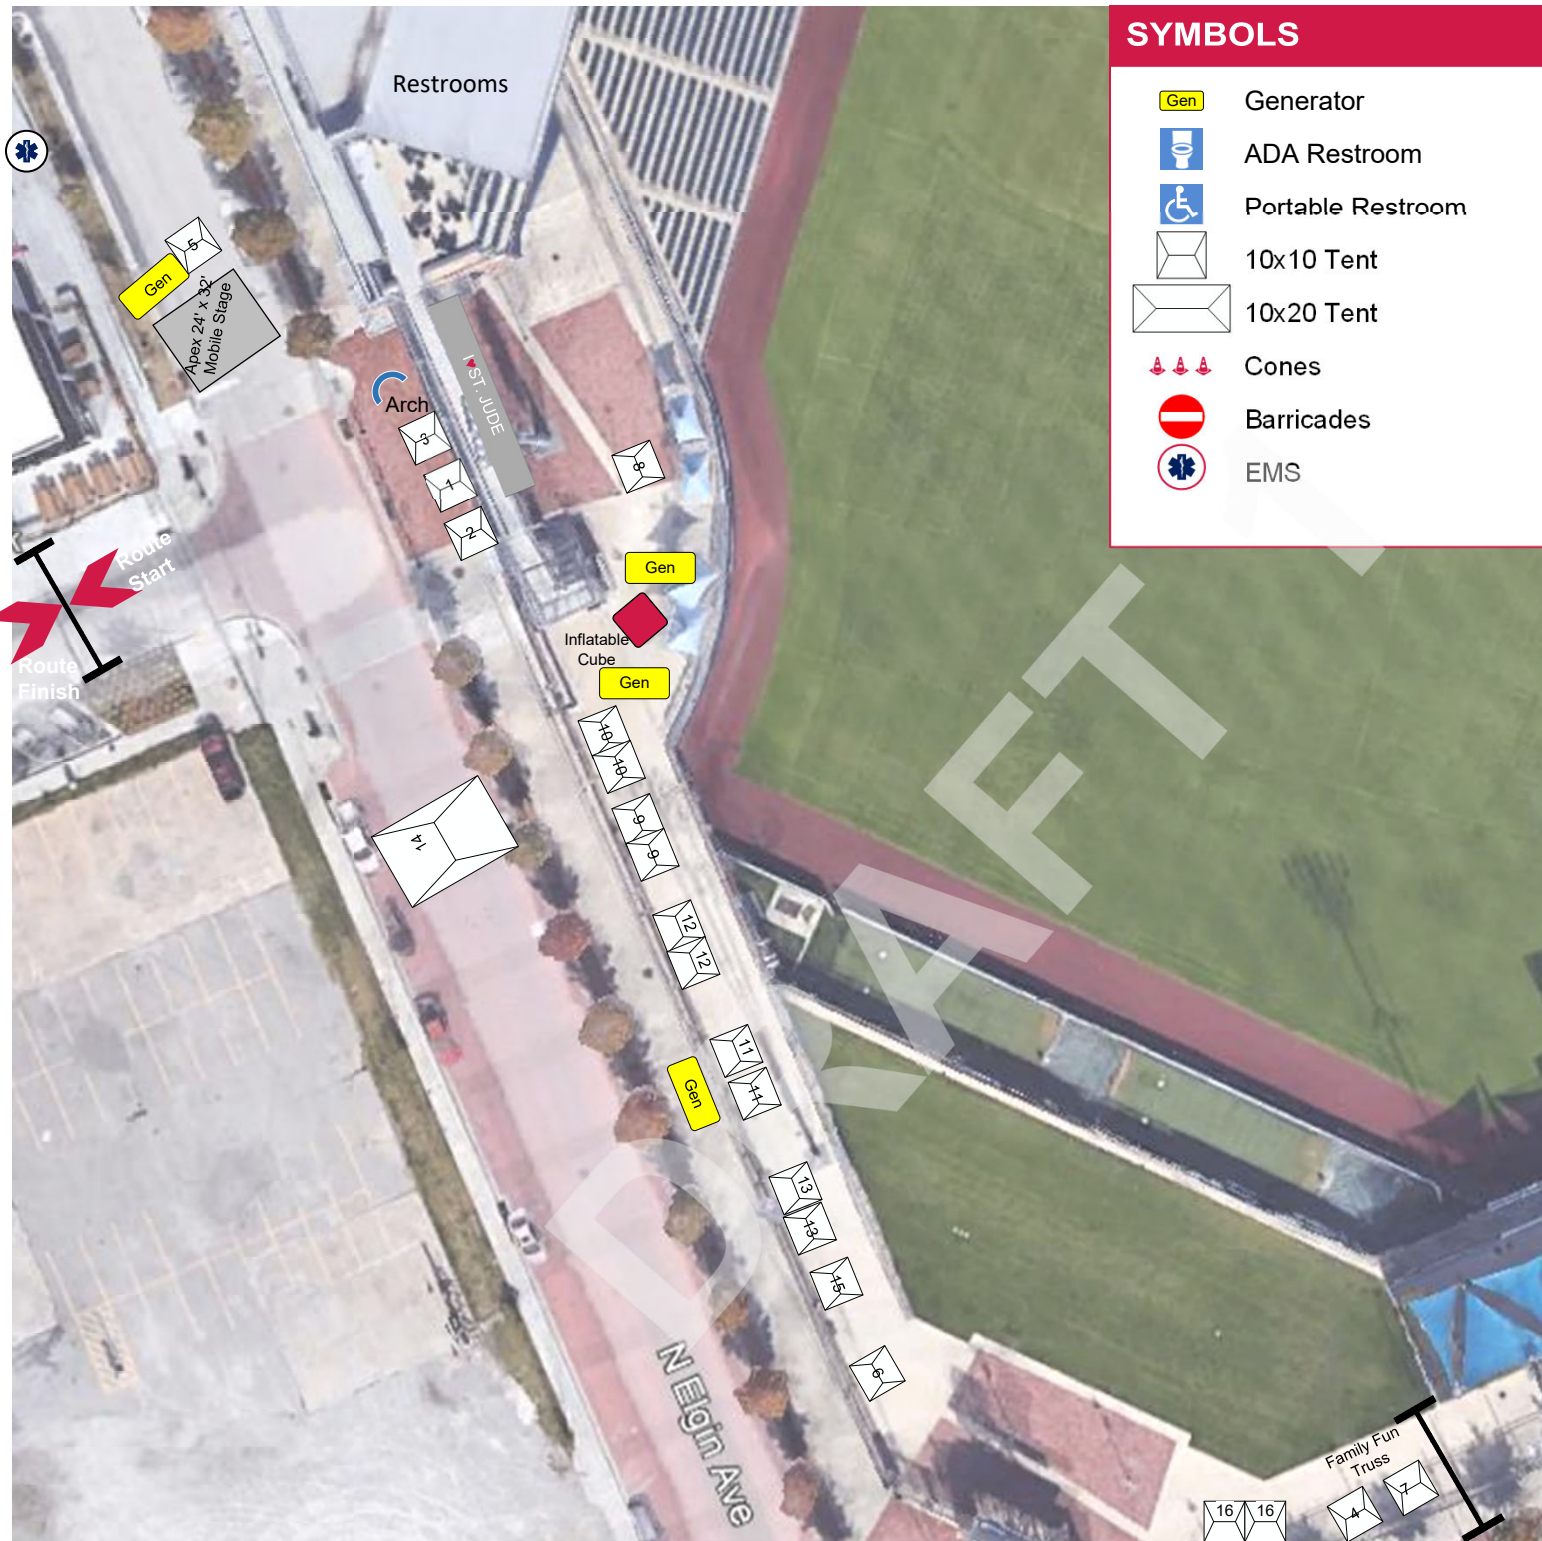 SYMBOLS
Gen Generator
ADA Restroom
Portable Restroom
10x10 Tent
10x20 Tent
Cones
Barricades
EMS
Restrooms
5
Gen
Apex 24' x 32'
Mobile Stage
I ♥ ST. JUDE
Arch
3
1
2
8
Gen
Route
Start
Inflatable
Cube
Route
Finish
Gen
10
10
14
9
9
12
12
11
11
Gen
13
13
15
6
N Elgin Ave
Family Fun
Truss
7
4
16 16
DRAFT 1